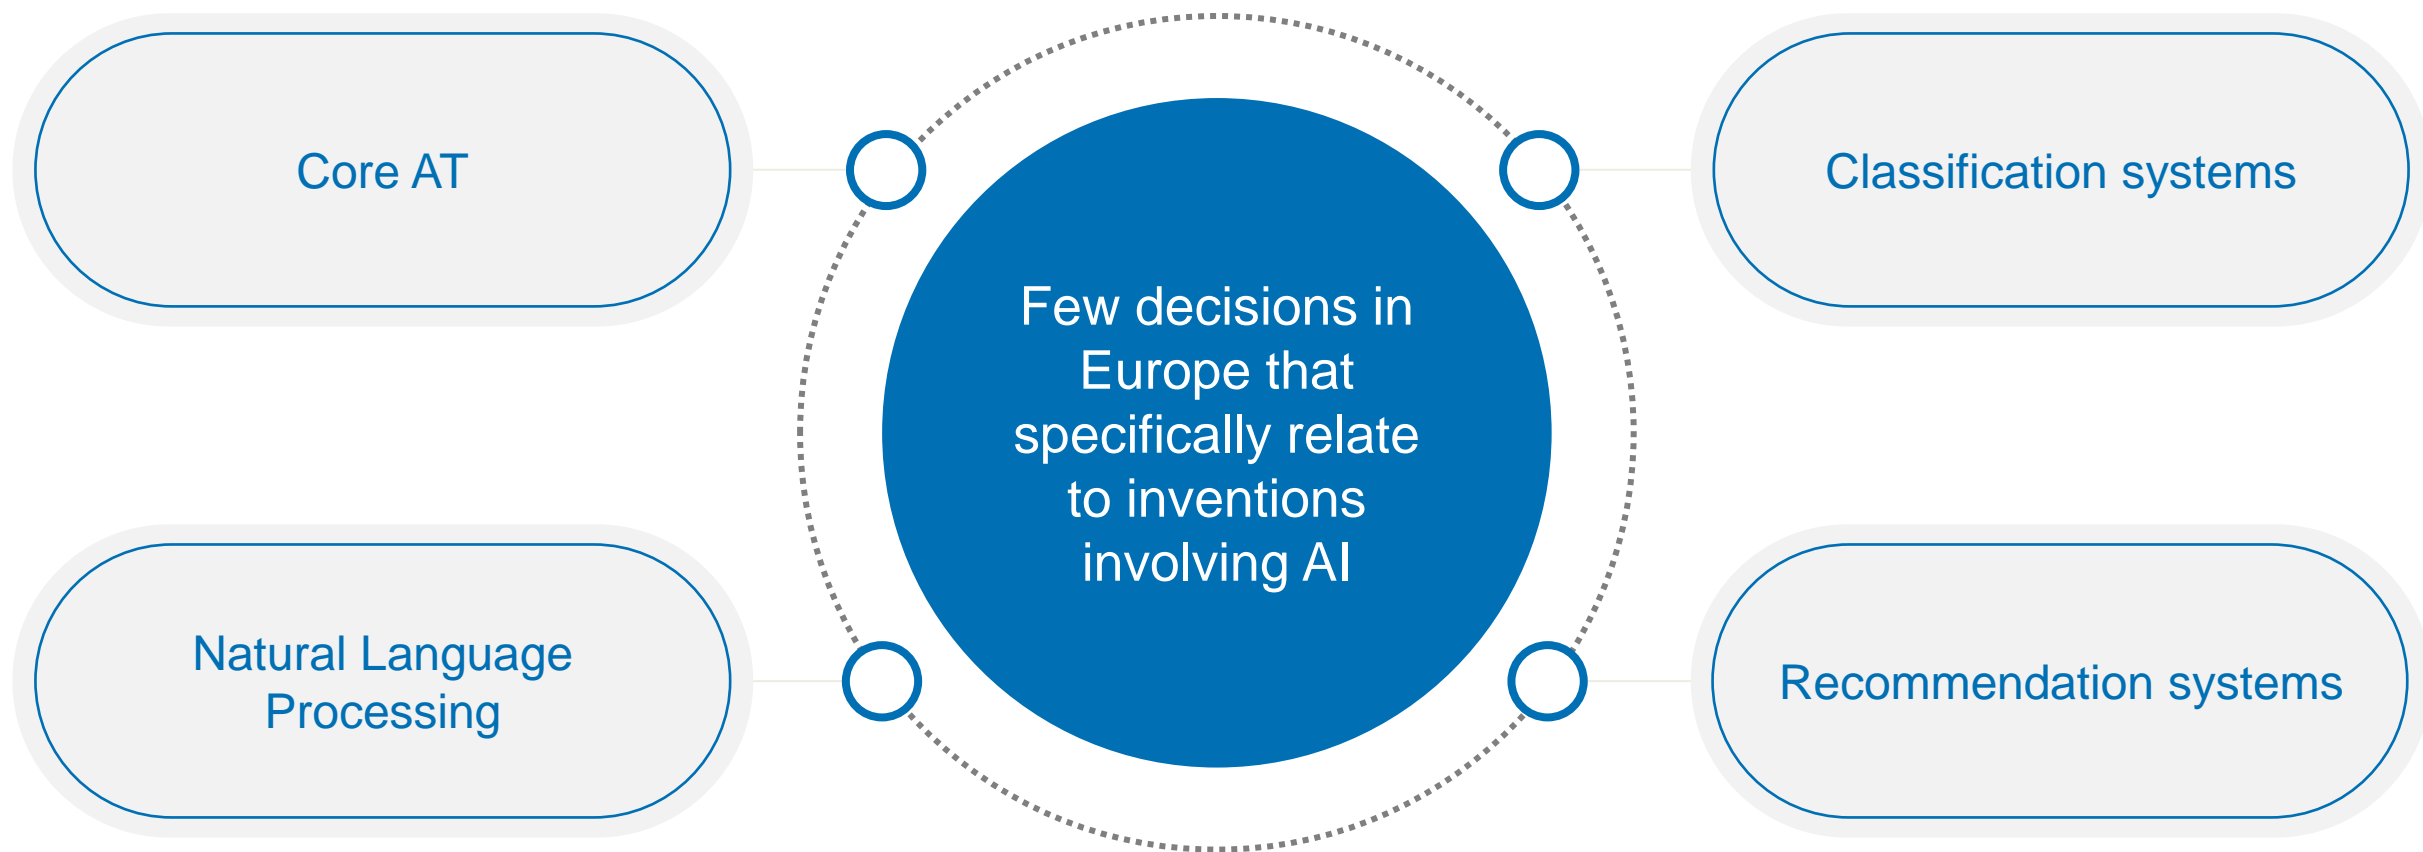 Core AT
Classification systems
Few decisions in
Europe that
specifically relate
to inventions
involving AI
Natural Language
Processing
Recommendation systems